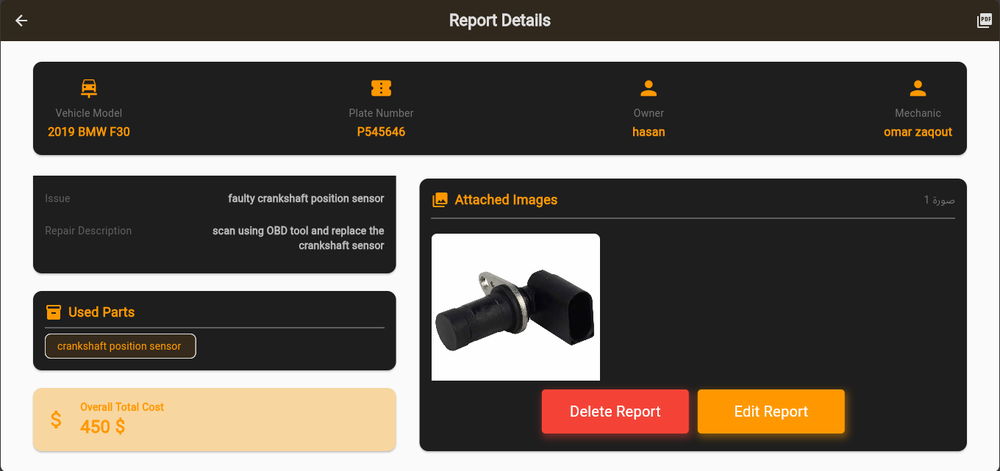 Report Details
PDF
Vehicle Model
2019 BMW F30
Plate Number
P545646
Owner
hasan
Mechanic
omar zaqout
Issue
faulty crankshaft position sensor
Repair Description
scan using OBD tool and replace the
crankshaft sensor
Used Parts
crankshaft position sensor
$
Overall Total Cost
450 $
Attached Images
1 صورة
Delete Report
Edit Report